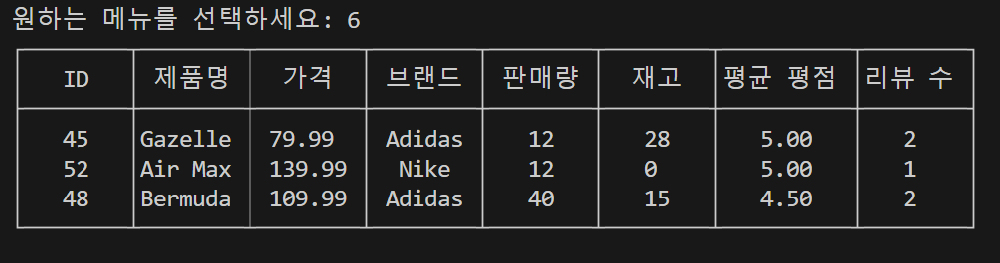 원하는 메뉴를 선택하세요: 6
ID 제품명 가격 브랜드 판매량 재고 평균 평점 리뷰 수
45 Gazelle 79.99 Adidas 12 28 5.00 2
52 Air Max 139.99 Nike 12 0 5.00 1
48 Bermuda 109.99 Adidas 40 15 4.50 2